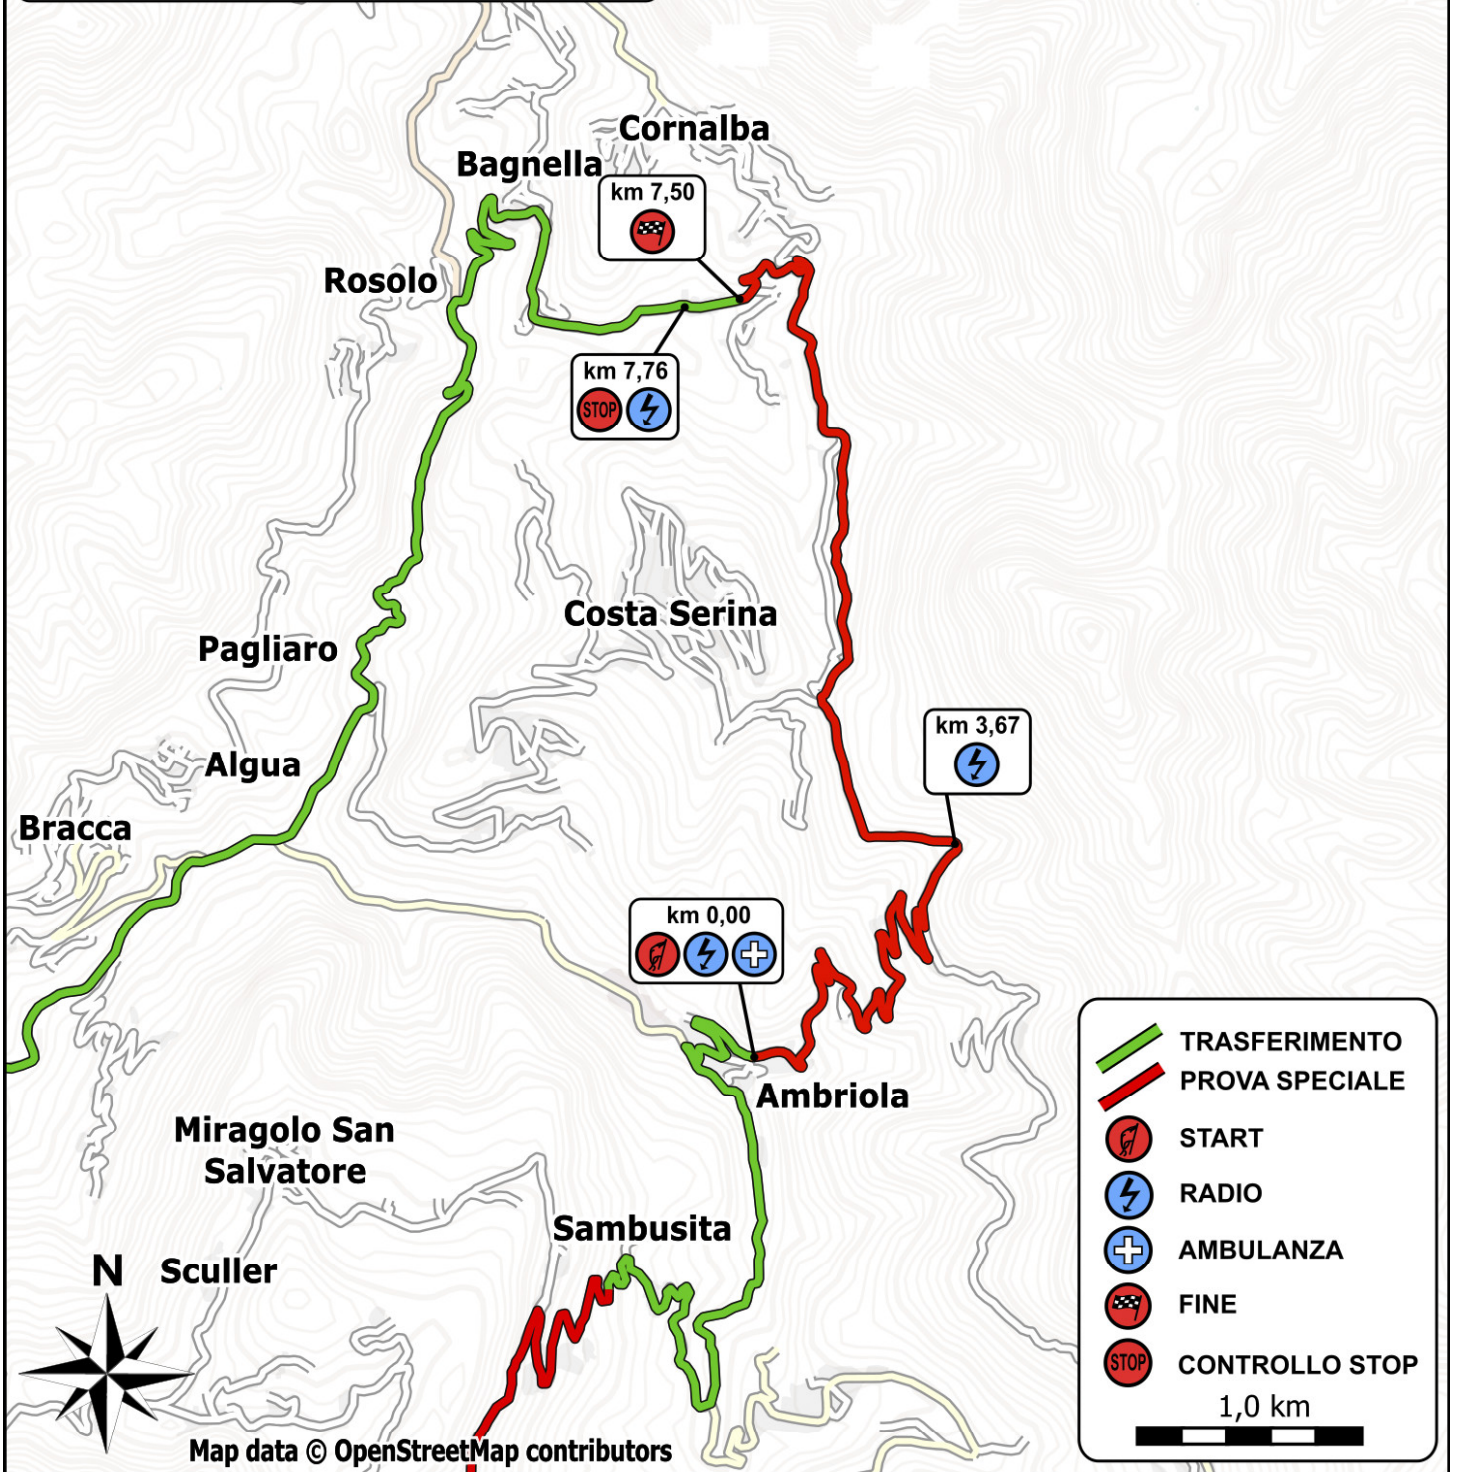 Cornalba
Bagnella
km 7,50
Rosolo
km 7,76
STOP
Costa Serina
Pagliaro
km 3,67
Algua
Bracca
km 0,00
Ambriola
Miragolo San
Salvatore
Sambusita
N
Sculler
TRASFERIMENTO
PROVA SPECIALE
START
RADIO
AMBULANZA
FINE
STOP
CONTROLLO STOP
1,0 km
Map data © OpenStreetMap contributors